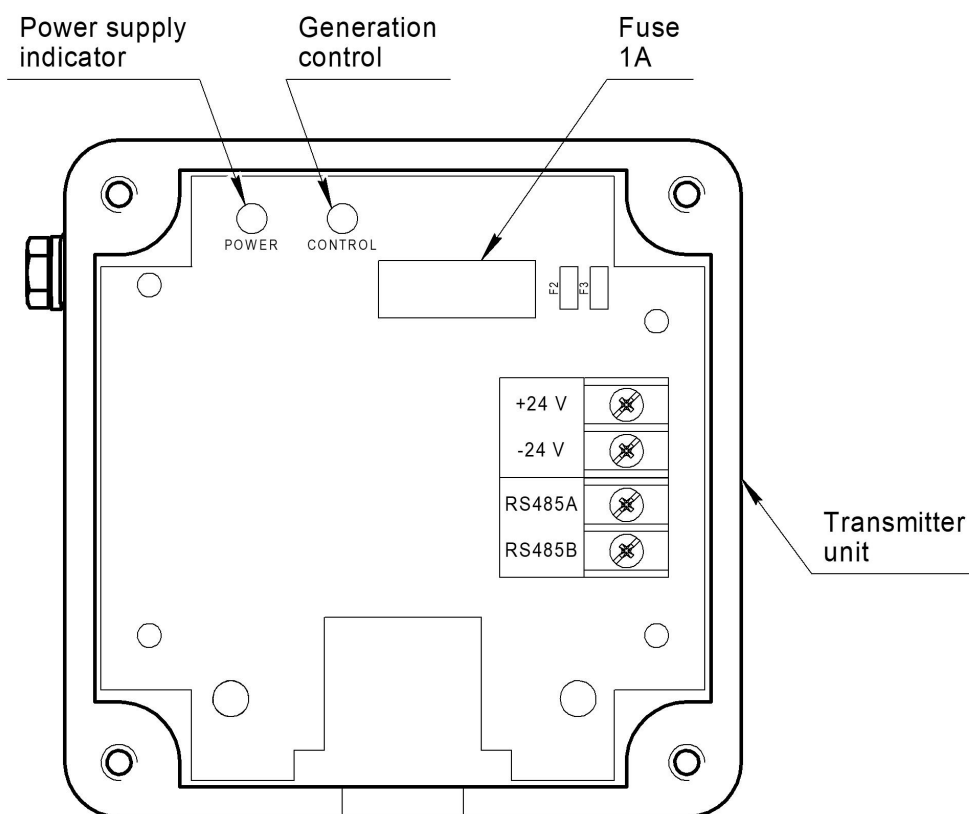 Power supply
indicator
Generation
control
Fuse
1A
POWER
CONTROL
F2
F3
+24 V
-24 V
RS485A
RS485B
Transmitter
unit